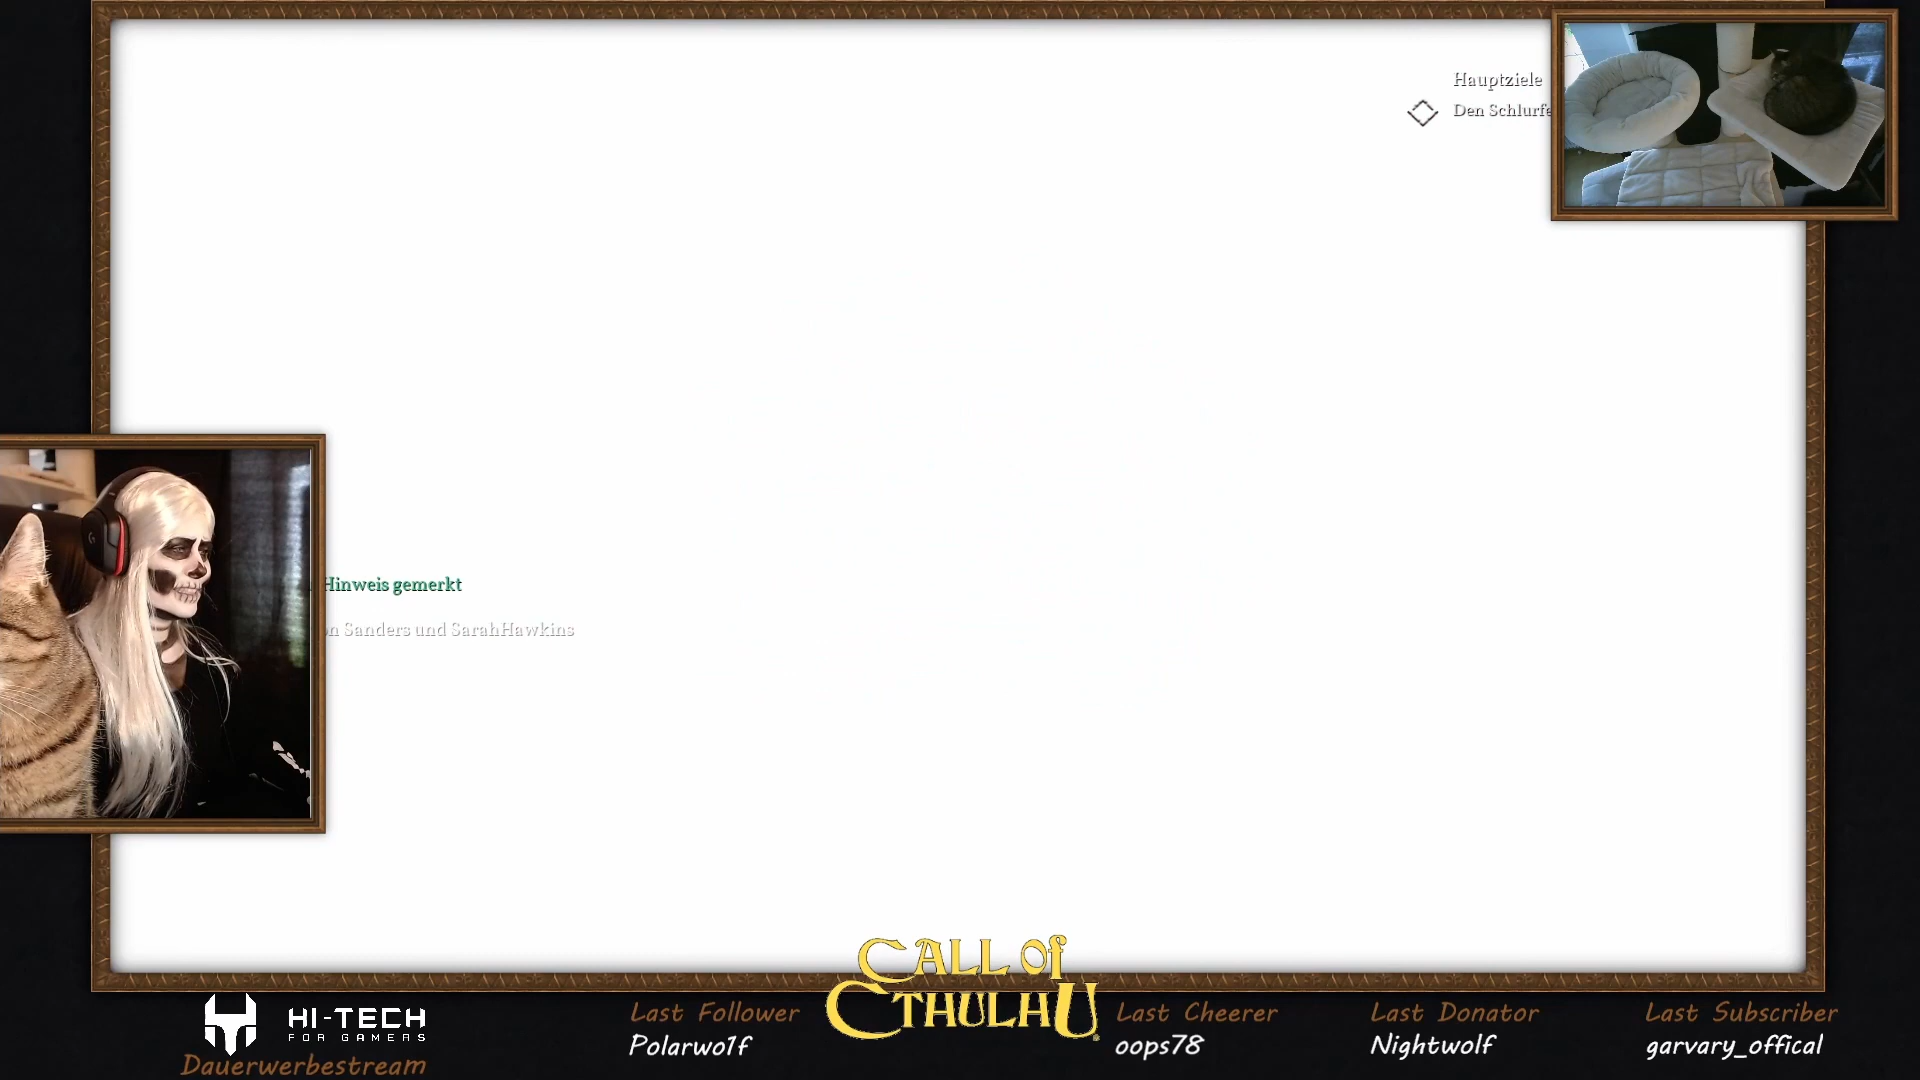 Hauptziele
Den Schlurfe
Hinweis gemerkt
Sanders und SarahHawkins
CALL of CTHULHU
HI-TECH
FOR GAMERS
Dauerwerbestream
Last Follower
Polarwo1f
Last Cheerer
oops78
Last Donator
Nightwolf
Last Subscriber
garvary_offical